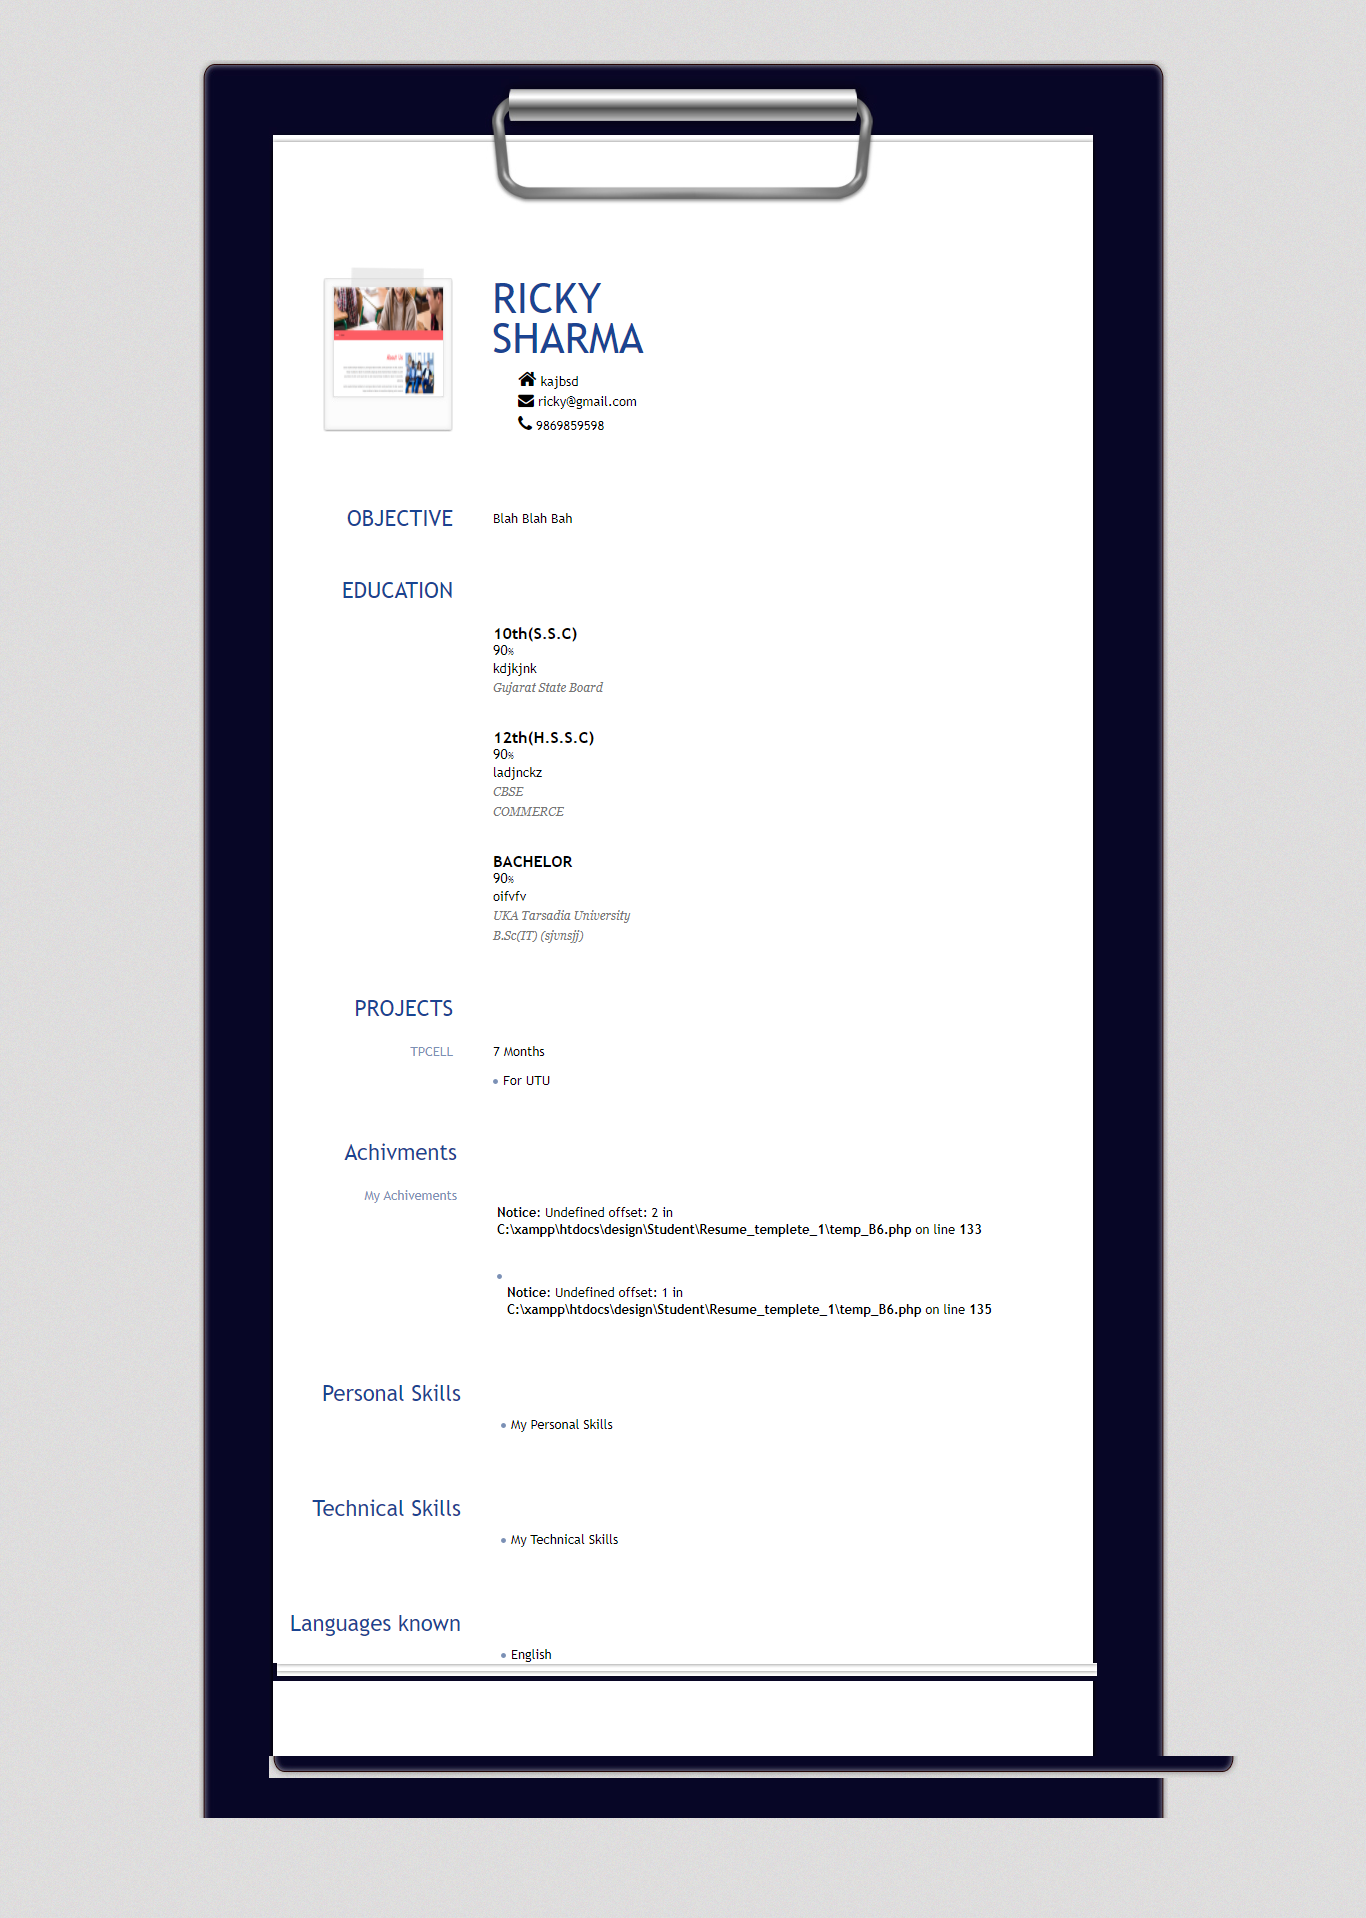 About Us
RICKY
SHARMA
kajbsd
ricky@gmail.com
9869859598
OBJECTIVE
Blah Blah Bah
EDUCATION
10th(S.S.C)
90%
kdjkjnk
Gujarat State Board
12th(H.S.S.C)
90%
ladjnckz
CBSE
COMMERCE
BACHELOR
90%
oifvfv
UKA Tarsadia University
B.Sc(IT) (sjvnsjj)
PROJECTS
TPCELL
7 Months
• For UTU
Achivments
My Achivements
Notice: Undefined offset: 2 in
C:\xampp\htdocs\design\Student\Resume_templete_1\temp_B6.php on line 133
•
Notice: Undefined offset: 1 in
C:\xampp\htdocs\design\Student\Resume_templete_1\temp_B6.php on line 135
Personal Skills
• My Personal Skills
Technical Skills
• My Technical Skills
Languages known
• English